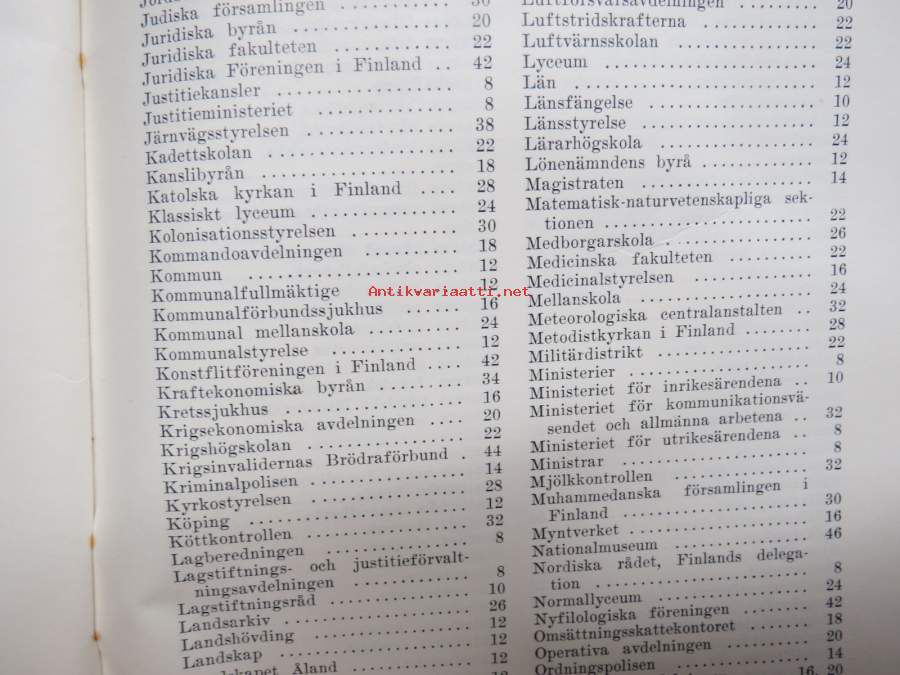 Judiska församlingen .......... 30
Juridiska byrån .......... 20
Juridiska fakulteten .......... 22
Juridiska Föreningen i Finland .. 42
Justitiekansler .......... 8
Justitieministeriet .......... 8
Järnvägsstyrelsen .......... 38
Kadettskolan .......... 22
Kanslibyrån .......... 18
Katolska kyrkan i Finland .... 28
Klassiskt lyceum .......... 24
Kolonisationsstyrelsen .......... 30
Kommandoavdelningen .......... 18
Kommun .......... 12
Kommunalfullmäktige .......... 12
Kommunalförbundssjukhus ...... 16
Kommunal mellanskola .......... 24
Kommunalstyrelse .......... 12
Konstflitföreningen i Finland .... 42
Kraftekonomiska byrån ........ 34
Kretssjukhus .......... 16
Krigsekonomiska avdelningen .... 20
Krigshögskolan .......... 22
Krigsinvalidernas Brödraförbund . 44
Kriminalpolisen .......... 14
Kyrkostyrelsen .......... 28
Köping .......... 12
Köttkontrollen .......... 32
Lagberedningen .......... 8
Lagstiftnings- och justitieförvalt-
ningsavdelningen .......... 8
Lagstiftningsråd .......... 10
Landsarkiv .......... 26
Landshövding .......... 12
Landskap .......... 12
Åland .......... 12
Luftförsvarsavdelningen .......... 20
Luftstridskrafterna .......... 22
Luftvärnsskolan .......... 22
Lyceum .......... 24
Län .......... 12
Länsfängelse .......... 10
Länsstyrelse .......... 12
Lärarhögskola .......... 24
Lönenämndens byrå .......... 12
Magistraten .......... 14
Matematisk-naturvetenskapliga sek-
tionen .......... 22
Medborgarskola .......... 26
Medicinska fakulteten .......... 22
Medicinalstyrelsen .......... 16
Mellanskola .......... 24
Meteorologiska centralanstalten .. 32
Metodistkyrkan i Finland ........ 28
Militärdistrikt .......... 22
Ministerier .......... 8
Ministeriet för inrikesärendena .. 10
Ministeriet för kommunikationsvä-
sendet och allmänna arbetena .. 32
Ministeriet för utrikesärendena .. 8
Ministrar .......... 8
Mjölkkontrollen .......... 32
Muhammedanska församlingen i
Finland .......... 30
Myntverket .......... 16
Nationalmuseum .......... 46
Nordiska rådet, Finlands delega-
tion .......... 8
Normallyceum .......... 24
Nyfilologiska föreningen ........ 42
Omsättningsskattekontoret ...... 18
Operativa avdelningen .......... 20
Ordningspolisen .......... 14
16, 20
Antikvariaatti.net